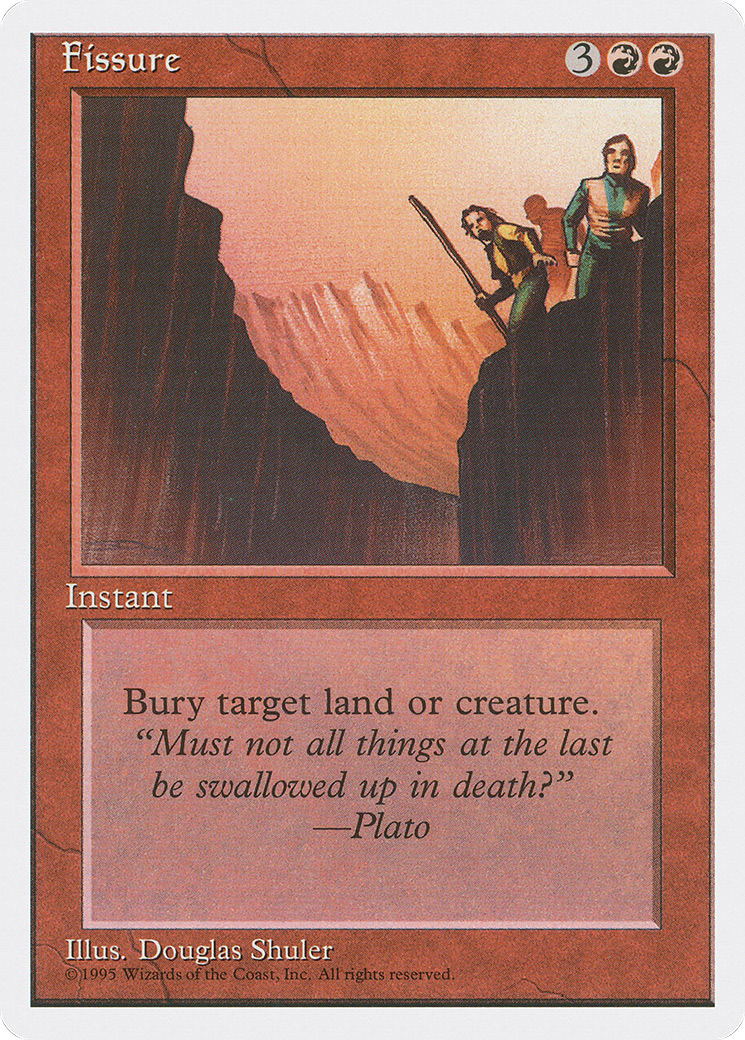 Fissure 3
Instant
Bury target land or creature.
“Must not all things at the last
be swallowed up in death?”
—Plato
Illus. Douglas Shuler
©1995 Wizards of the Coast, Inc. All rights reserved.